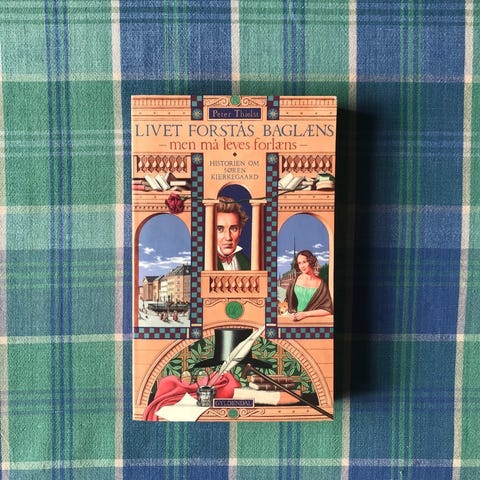 Peter Thielst
LIVET FORSTÅS BAGLÆNS
– men må leves forlæns –
HISTORIEN OM
SØREN
KIERKEGAARD
GYLDENDAL